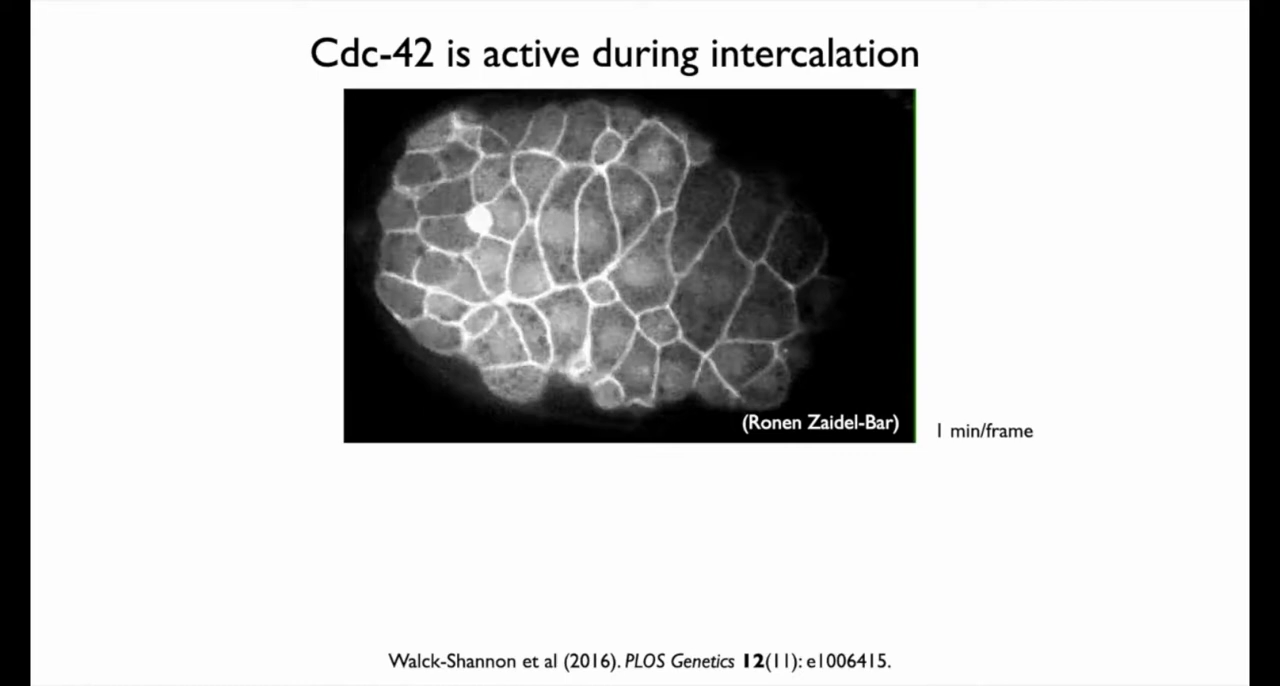 Cdc-42 is active during intercalation
(Ronen Zaidel-Bar)
1 min/frame
Walck-Shannon et al (2016). PLOS Genetics 12(11): e1006415.